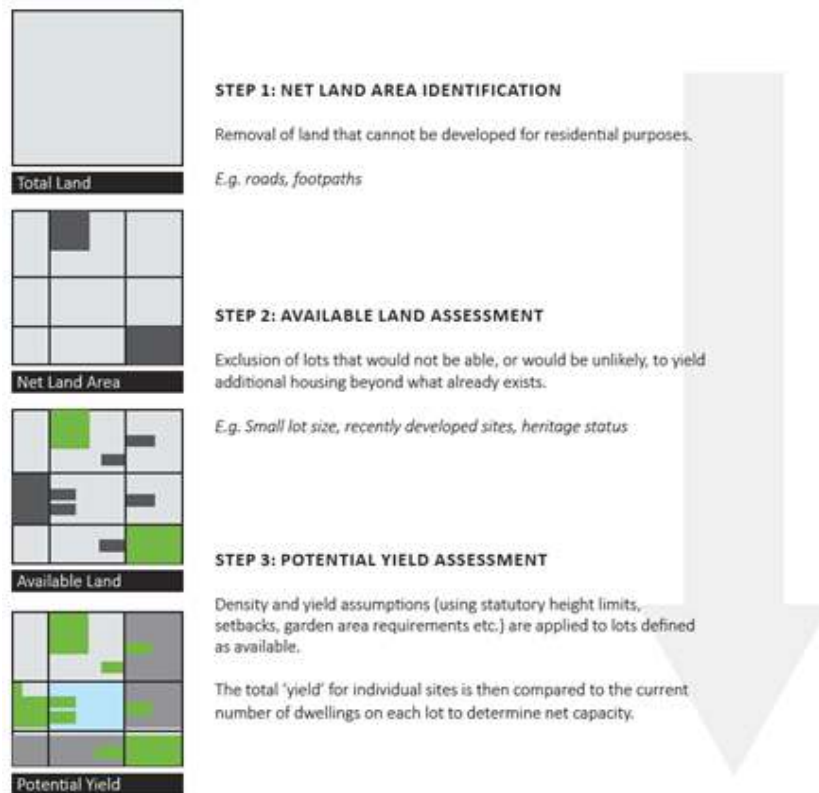 Total Land
STEP 1: NET LAND AREA IDENTIFICATION
Removal of land that cannot be developed for residential purposes.
E.g. roads, footpaths
Net Land Area
STEP 2: AVAILABLE LAND ASSESSMENT
Exclusion of lots that would not be able, or would be unlikely, to yield
additional housing beyond what already exists.
E.g. Small lot size, recently developed sites, heritage status
Available Land
STEP 3: POTENTIAL YIELD ASSESSMENT
Density and yield assumptions (using statutory height limits,
setbacks, garden area requirements etc.) are applied to lots defined
as available.
The total 'yield' for individual sites is then compared to the current
number of dwellings on each lot to determine net capacity.
Potential Yield